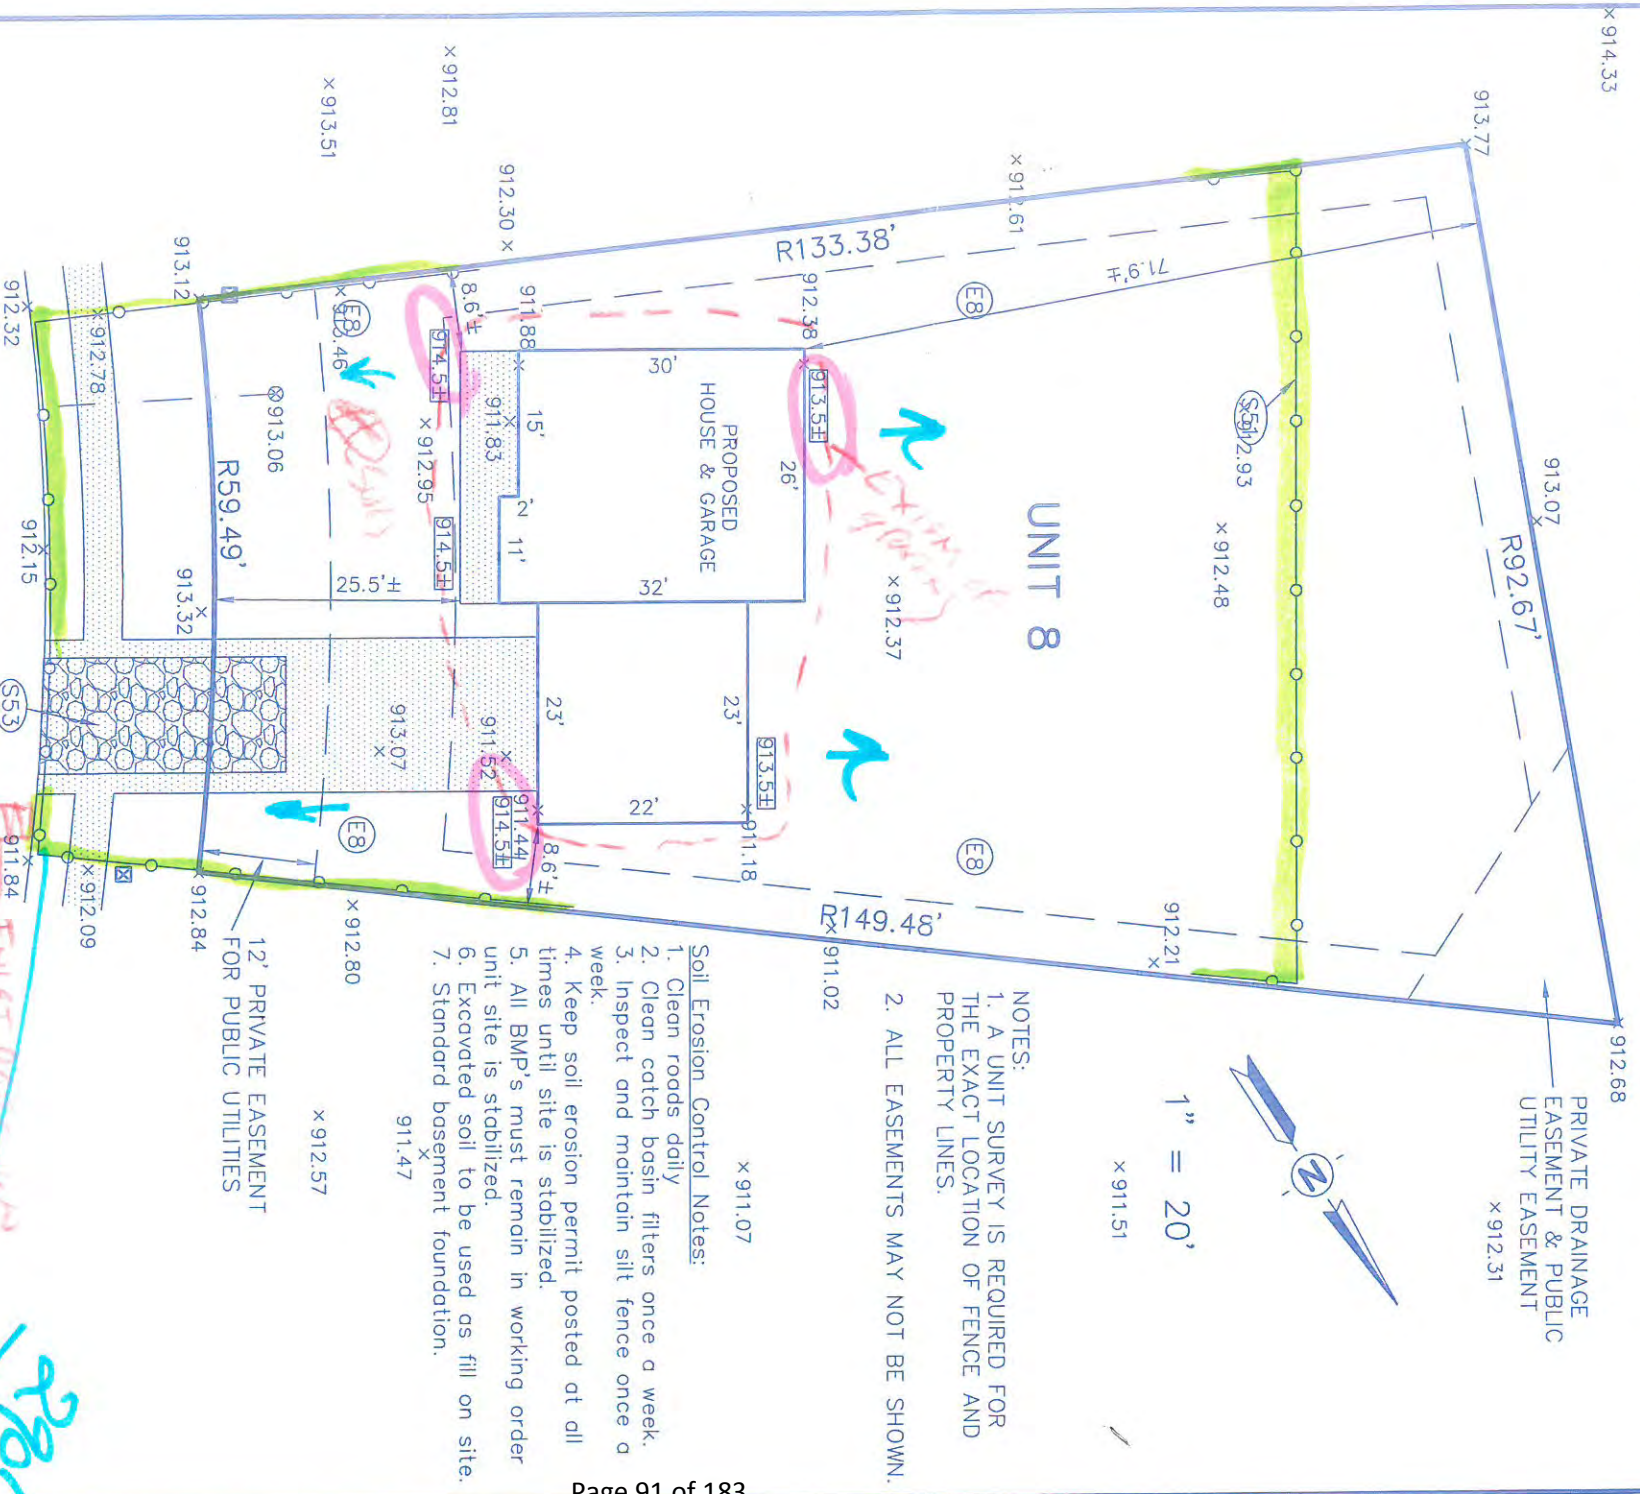 ×914.33
913.77
×912.81
×913.51
912.30 ×
×912.61
913.07
R92.67'
R133.38'
71.9'±
E8
912.38
913.5±
S51
×912.93
×912.48
UNIT 8
×912.37
PROPOSED
HOUSE & GARAGE
30'
26'
32'
15'
2'
11'
23'
23'
22'
911.88
911.83
8.6'±
914.5±
×912.95
914.5±
25.5'±
913.12
E8
913.46
913.06
×912.78
912.32
R59.49'
912.15
913.32
S53
913.07
911.52
911.44
914.5±
913.5±
911.18
8.6'±
E8
E8
R149.48'
911.02
912.21
912.68
911.84
×912.09
912.84
×912.80
12' PRIVATE EASEMENT
FOR PUBLIC UTILITIES
×912.57
911.47
×911.07
×911.51
×912.31
PRIVATE DRAINAGE
EASEMENT & PUBLIC
UTILITY EASEMENT
N
1" = 20'
NOTES:
1. A UNIT SURVEY IS REQUIRED FOR
THE EXACT LOCATION OF FENCE AND
PROPERTY LINES.
2. ALL EASEMENTS MAY NOT BE SHOWN.
Soil Erosion Control Notes:
1. Clean roads daily
2. Clean catch basin filters once a week.
3. Inspect and maintain silt fence once a
week.
4. Keep soil erosion permit posted at all
times until site is stabilized.
5. All BMP's must remain in working order
unit site is stabilized.
6. Excavated soil to be used as fill on site.
7. Standard basement foundation.
Page 91 of 183